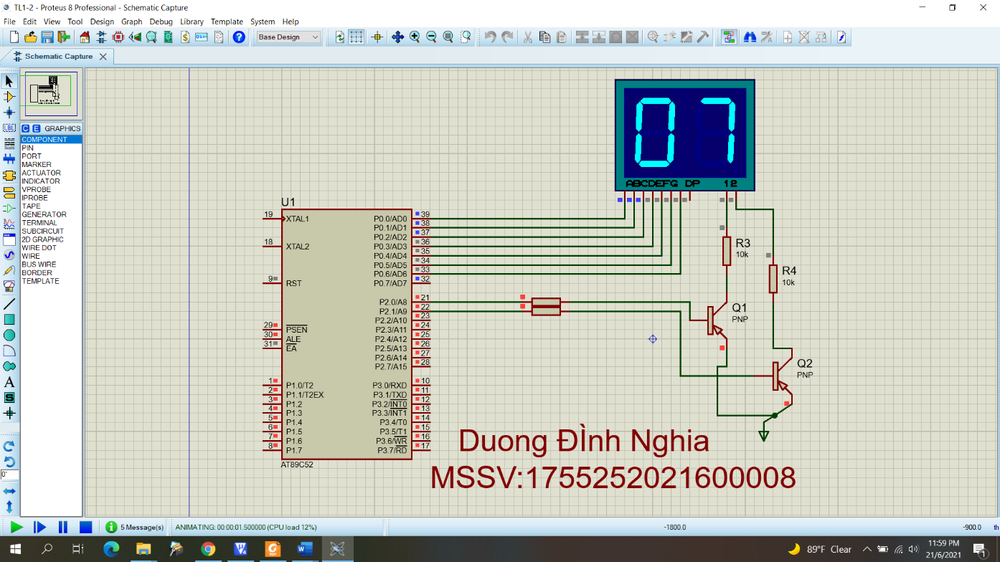 TL1-2 - Proteus 8 Professional - Schematic Capture
File Edit View Tool Design Graph Debug Library Template System Help
Base Design
Schematic Capture
C E GRAPHICS
COMPONENT
PIN
PORT
MARKER
ACTUATOR
INDICATOR
VPROBE
IPROBE
TAPE
GENERATOR
TERMINAL
SUBCIRCUIT
2D GRAPHIC
WIRE DOT
WIRE
BUS WIRE
BORDER
TEMPLATE
LBL
A
S
0°
07
ABCDEFG DP 12
U1
19 XTAL1 P0.0/AD0 39
P0.1/AD1 38
P0.2/AD2 37
18 XTAL2 P0.3/AD3 36
P0.4/AD4 35
P0.5/AD5 34
P0.6/AD6 33
9 RST P0.7/AD7 32
P2.0/A8 21
P2.1/A9 22
P2.2/A10 23
29 PSEN P2.3/A11 24
30 ALE P2.4/A12 25
31 EA P2.5/A13 26
P2.6/A14 27
P2.7/A15 28
1 P1.0/T2 P3.0/RXD 10
2 P1.1/T2EX P3.1/TXD 11
3 P1.2 P3.2/INT0 12
4 P1.3 P3.3/INT1 13
5 P1.4 P3.4/T0 14
6 P1.5 P3.5/T1 15
7 P1.6 P3.6/WR 16
8 P1.7 P3.7/RD 17
AT89C52
R3
10k
R4
10k
Q1
PNP
Q2
PNP
Duong ĐÌnh Nghia
MSSV:1755252021600008
5 Message(s) ANIMATING: 00:00:01.500000 (CPU load 12%) -1800.0 -900.0 th
89°F Clear 11:59 PM
21/6/2021